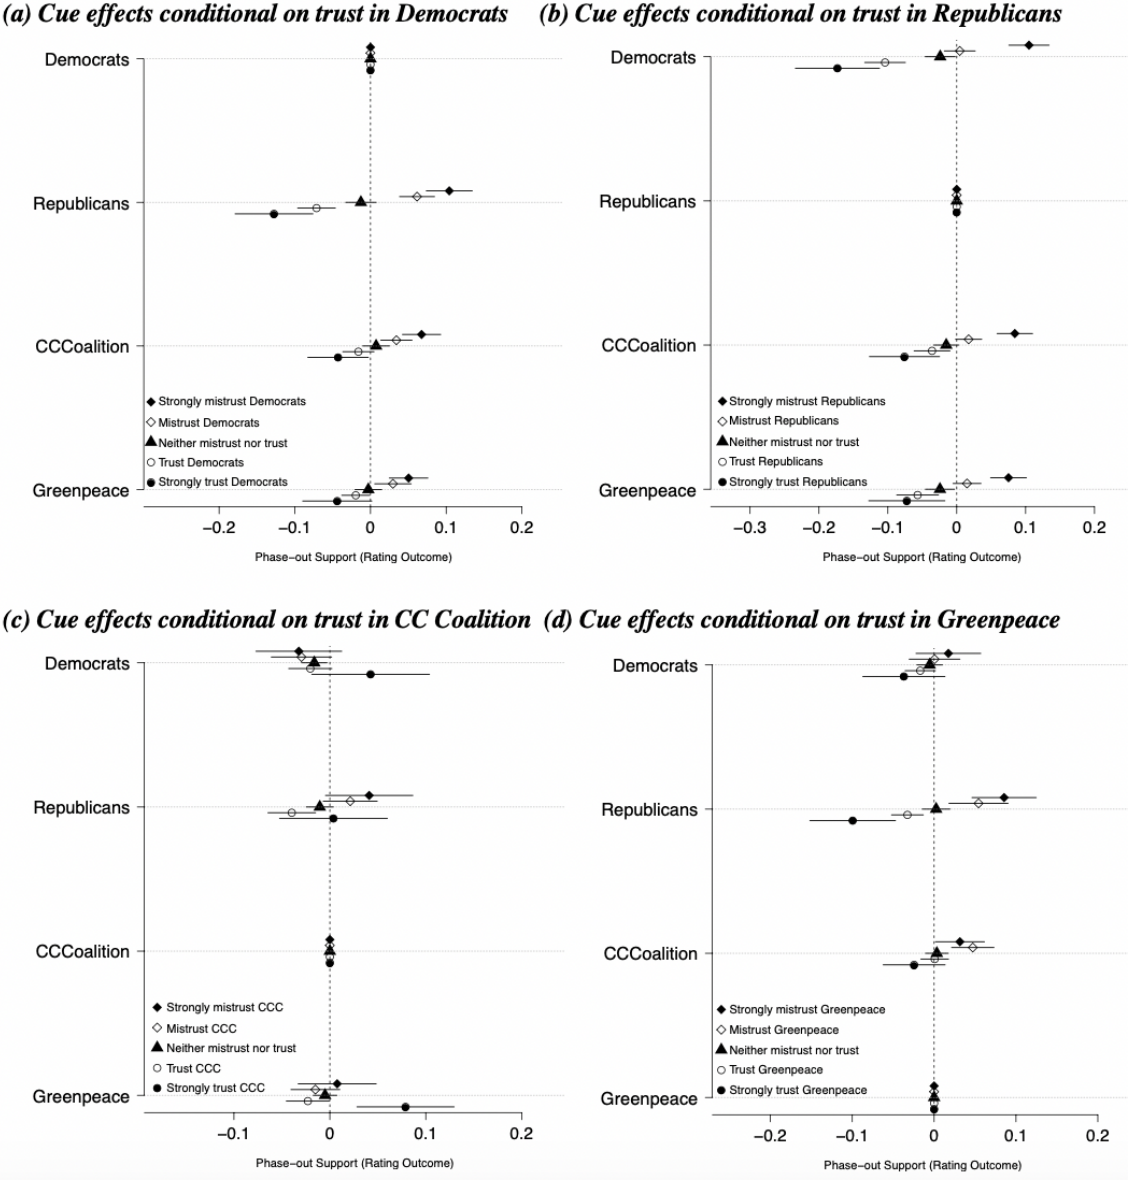 (a) Cue effects conditional on trust in Democrats
Democrats
Republicans
CCCoalition
Greenpeace
Strongly mistrust Democrats
Mistrust Democrats
Neither mistrust nor trust
Trust Democrats
Strongly trust Democrats
−0.2 −0.1 0 0.1 0.2
Phase−out Support (Rating Outcome)
(b) Cue effects conditional on trust in Republicans
Democrats
Republicans
CCCoalition
Greenpeace
Strongly mistrust Republicans
Mistrust Republicans
Neither mistrust nor trust
Trust Republicans
Strongly trust Republicans
−0.3 −0.2 −0.1 0 0.1 0.2
Phase−out Support (Rating Outcome)
(c) Cue effects conditional on trust in CC Coalition
Democrats
Republicans
CCCoalition
Greenpeace
Strongly mistrust CCC
Mistrust CCC
Neither mistrust nor trust
Trust CCC
Strongly trust CCC
−0.1 0 0.1 0.2
Phase−out Support (Rating Outcome)
(d) Cue effects conditional on trust in Greenpeace
Democrats
Republicans
CCCoalition
Greenpeace
Strongly mistrust Greenpeace
Mistrust Greenpeace
Neither mistrust nor trust
Trust Greenpeace
Strongly trust Greenpeace
−0.2 −0.1 0 0.1 0.2
Phase−out Support (Rating Outcome)